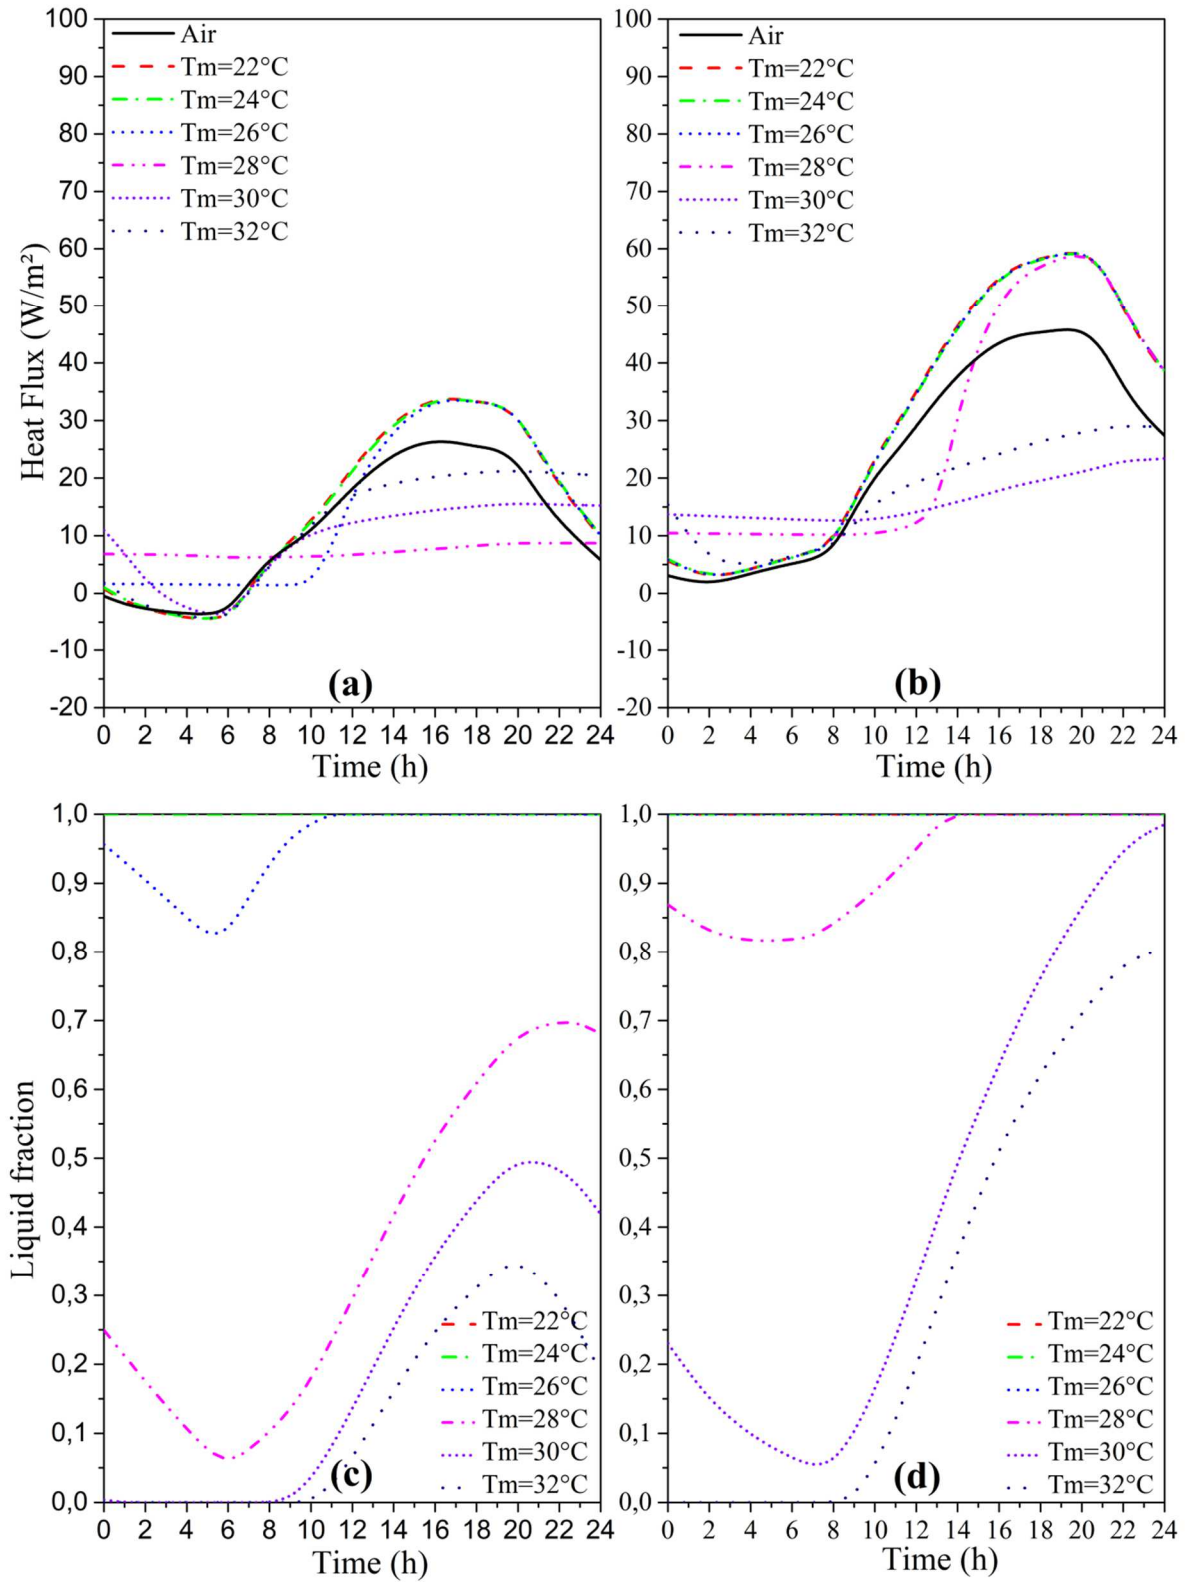 Heat Flux (W/m²)
100
90
80
70
60
50
40
30
20
10
0
-10
-20
Air
Tm=22°C
Tm=24°C
Tm=26°C
Tm=28°C
Tm=30°C
Tm=32°C
(a)
0 2 4 6 8 10 12 14 16 18 20 22 24
Time (h)
100
90
80
70
60
50
40
30
20
10
0
-10
-20
Air
Tm=22°C
Tm=24°C
Tm=26°C
Tm=28°C
Tm=30°C
Tm=32°C
(b)
0 2 4 6 8 10 12 14 16 18 20 22 24
Time (h)
Liquid fraction
1,0
0,9
0,8
0,7
0,6
0,5
0,4
0,3
0,2
0,1
0,0
Tm=22°C
Tm=24°C
Tm=26°C
Tm=28°C
Tm=30°C
Tm=32°C
(c)
0 2 4 6 8 10 12 14 16 18 20 22 24
Time (h)
1,0
0,9
0,8
0,7
0,6
0,5
0,4
0,3
0,2
0,1
0,0
Tm=22°C
Tm=24°C
Tm=26°C
Tm=28°C
Tm=30°C
Tm=32°C
(d)
0 2 4 6 8 10 12 14 16 18 20 22 24
Time (h)